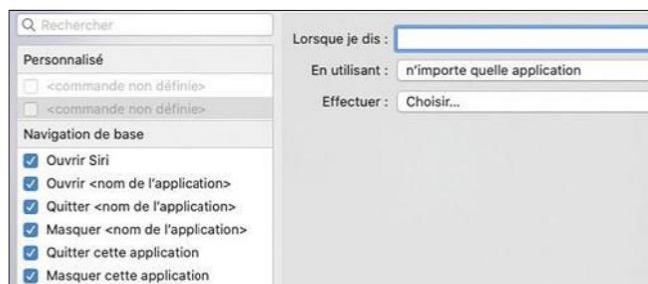 Rechercher
Personnalisé
<commande non définie>
<commande non définie>
Navigation de base
Ouvrir Siri
Ouvrir <nom de l'application>
Quitter <nom de l'application>
Masquer <nom de l'application>
Quitter cette application
Masquer cette application
Lorsque je dis :
En utilisant : n'importe quelle application
Effectuer : Choisir...